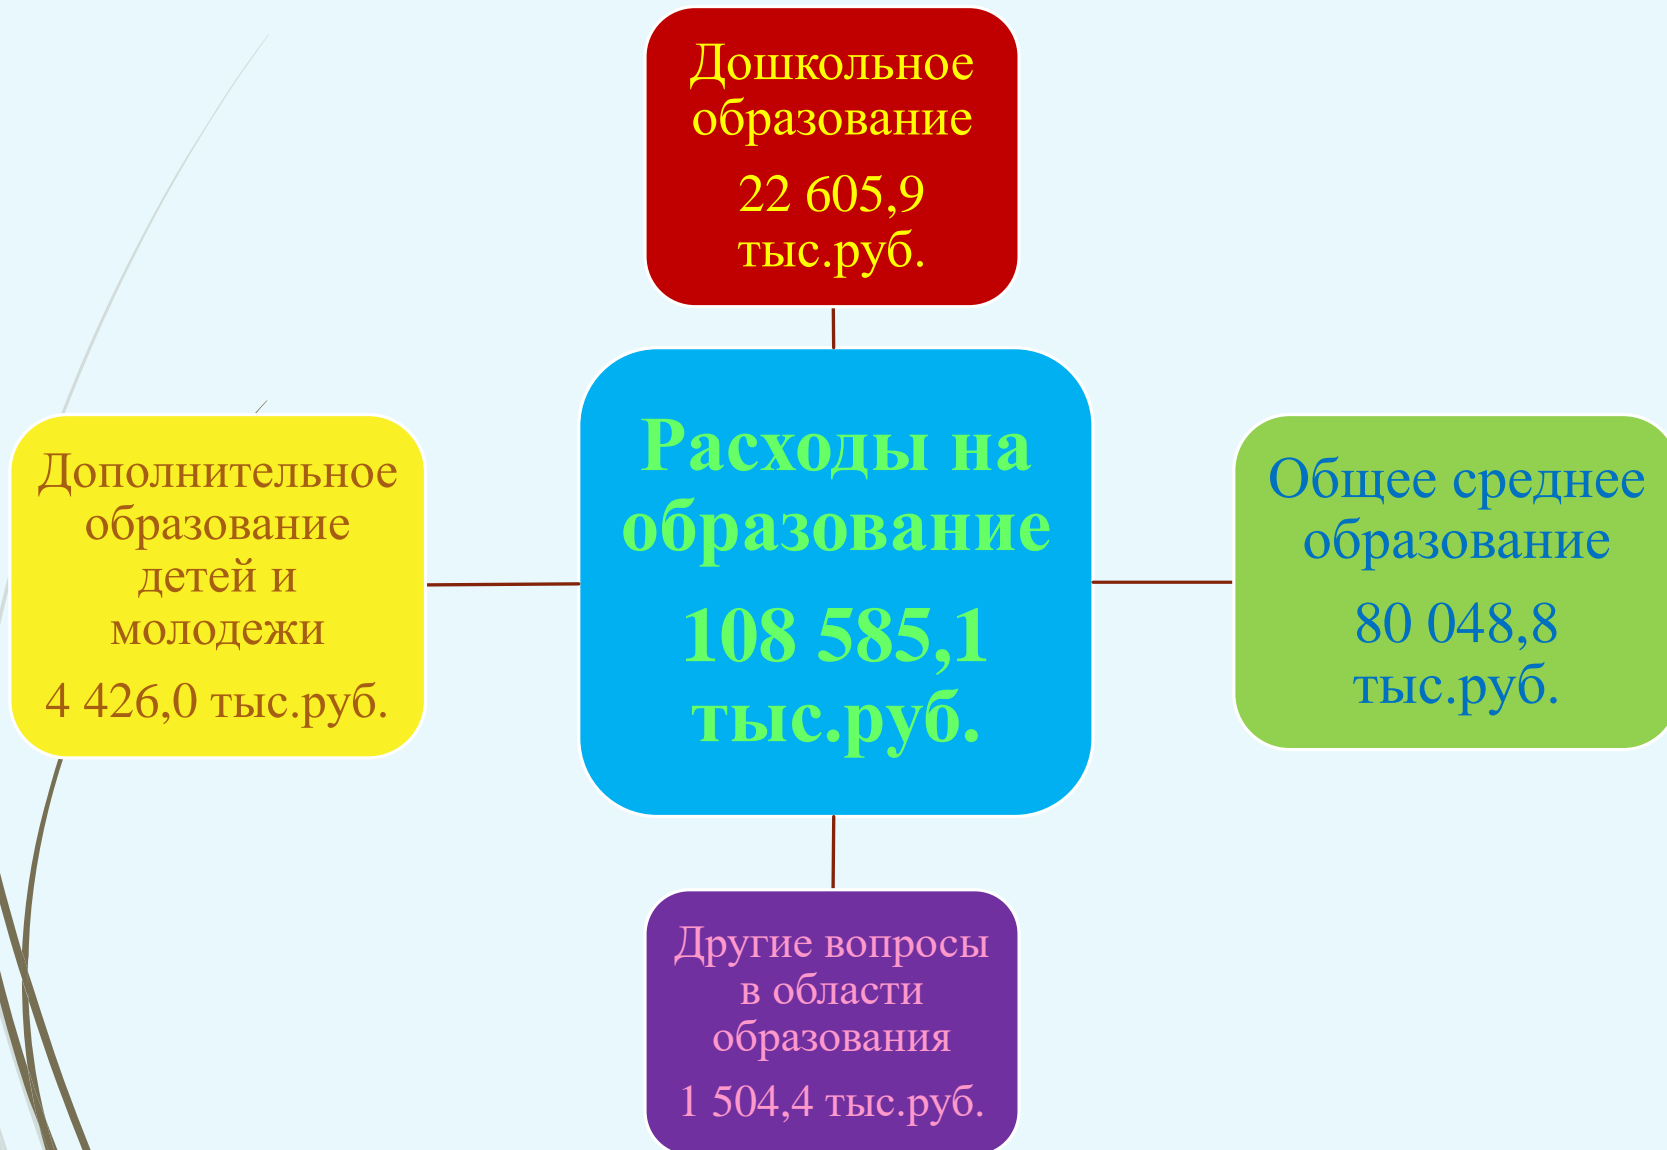 Дошкольное
образование
22 605,9
тыс.руб.
Дополнительное
образование
детей и
молодежи
4 426,0 тыс.руб.
Расходы на
образование
108 585,1
тыс.руб.
Общее среднее
образование
80 048,8
тыс.руб.
Другие вопросы
в области
образования
1 504,4 тыс.руб.